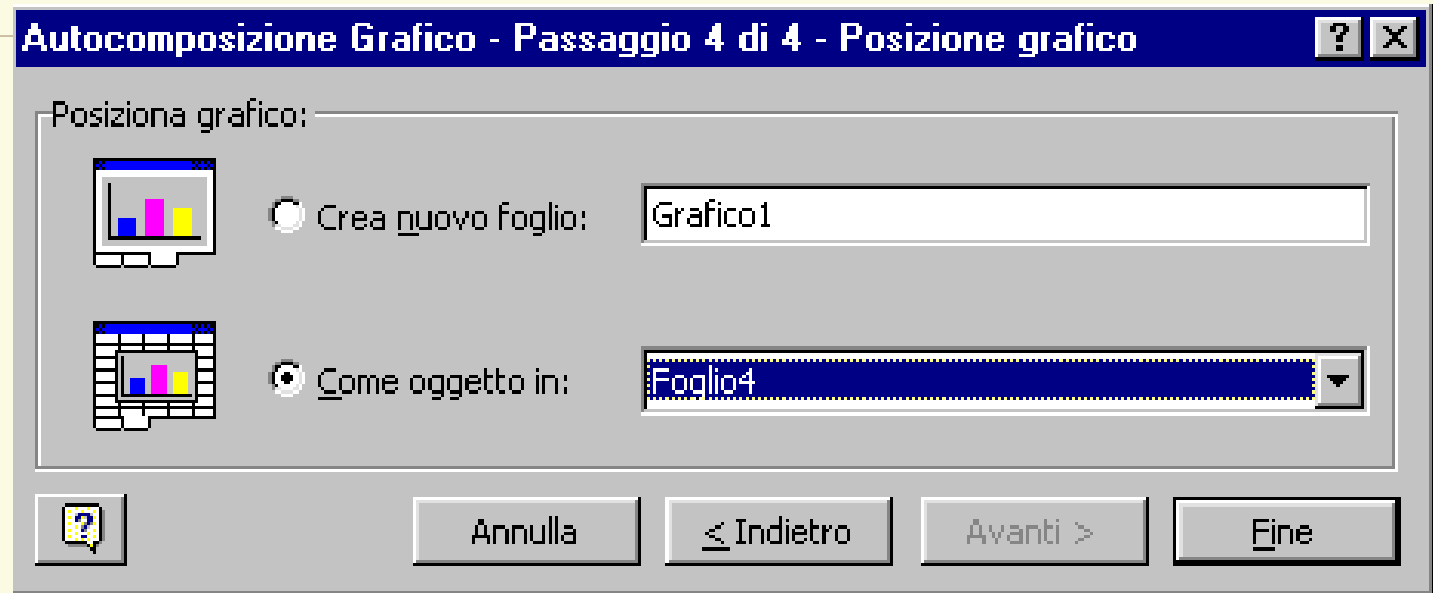 Autocomposizione Grafico - Passaggio 4 di 4 - Posizione grafico
Posiziona grafico:
Crea nuovo foglio: Grafico1
Come oggetto in: Foglio4
Annulla < Indietro Avanti > Fine